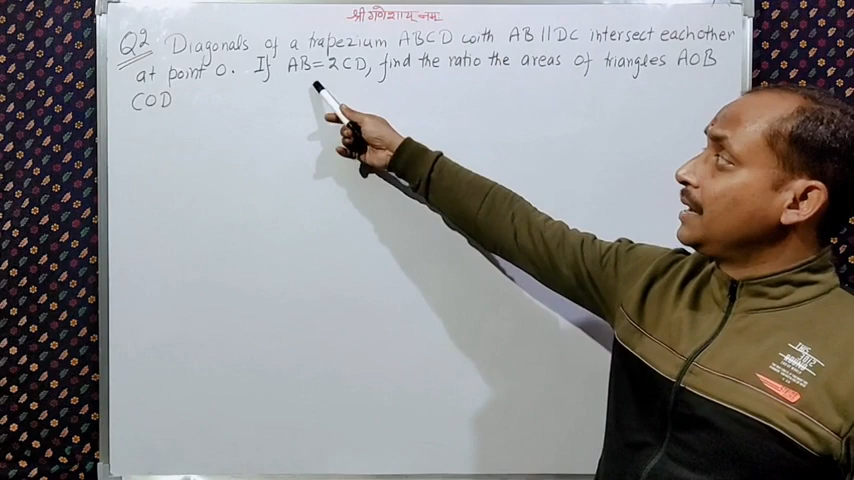 श्री गणेशाय नमः
Q2 Diagonals of a trapezium ABCD with AB||DC intersect eachother
at point O. If AB=2CD, find the ratio the areas of triangles AOB
COD